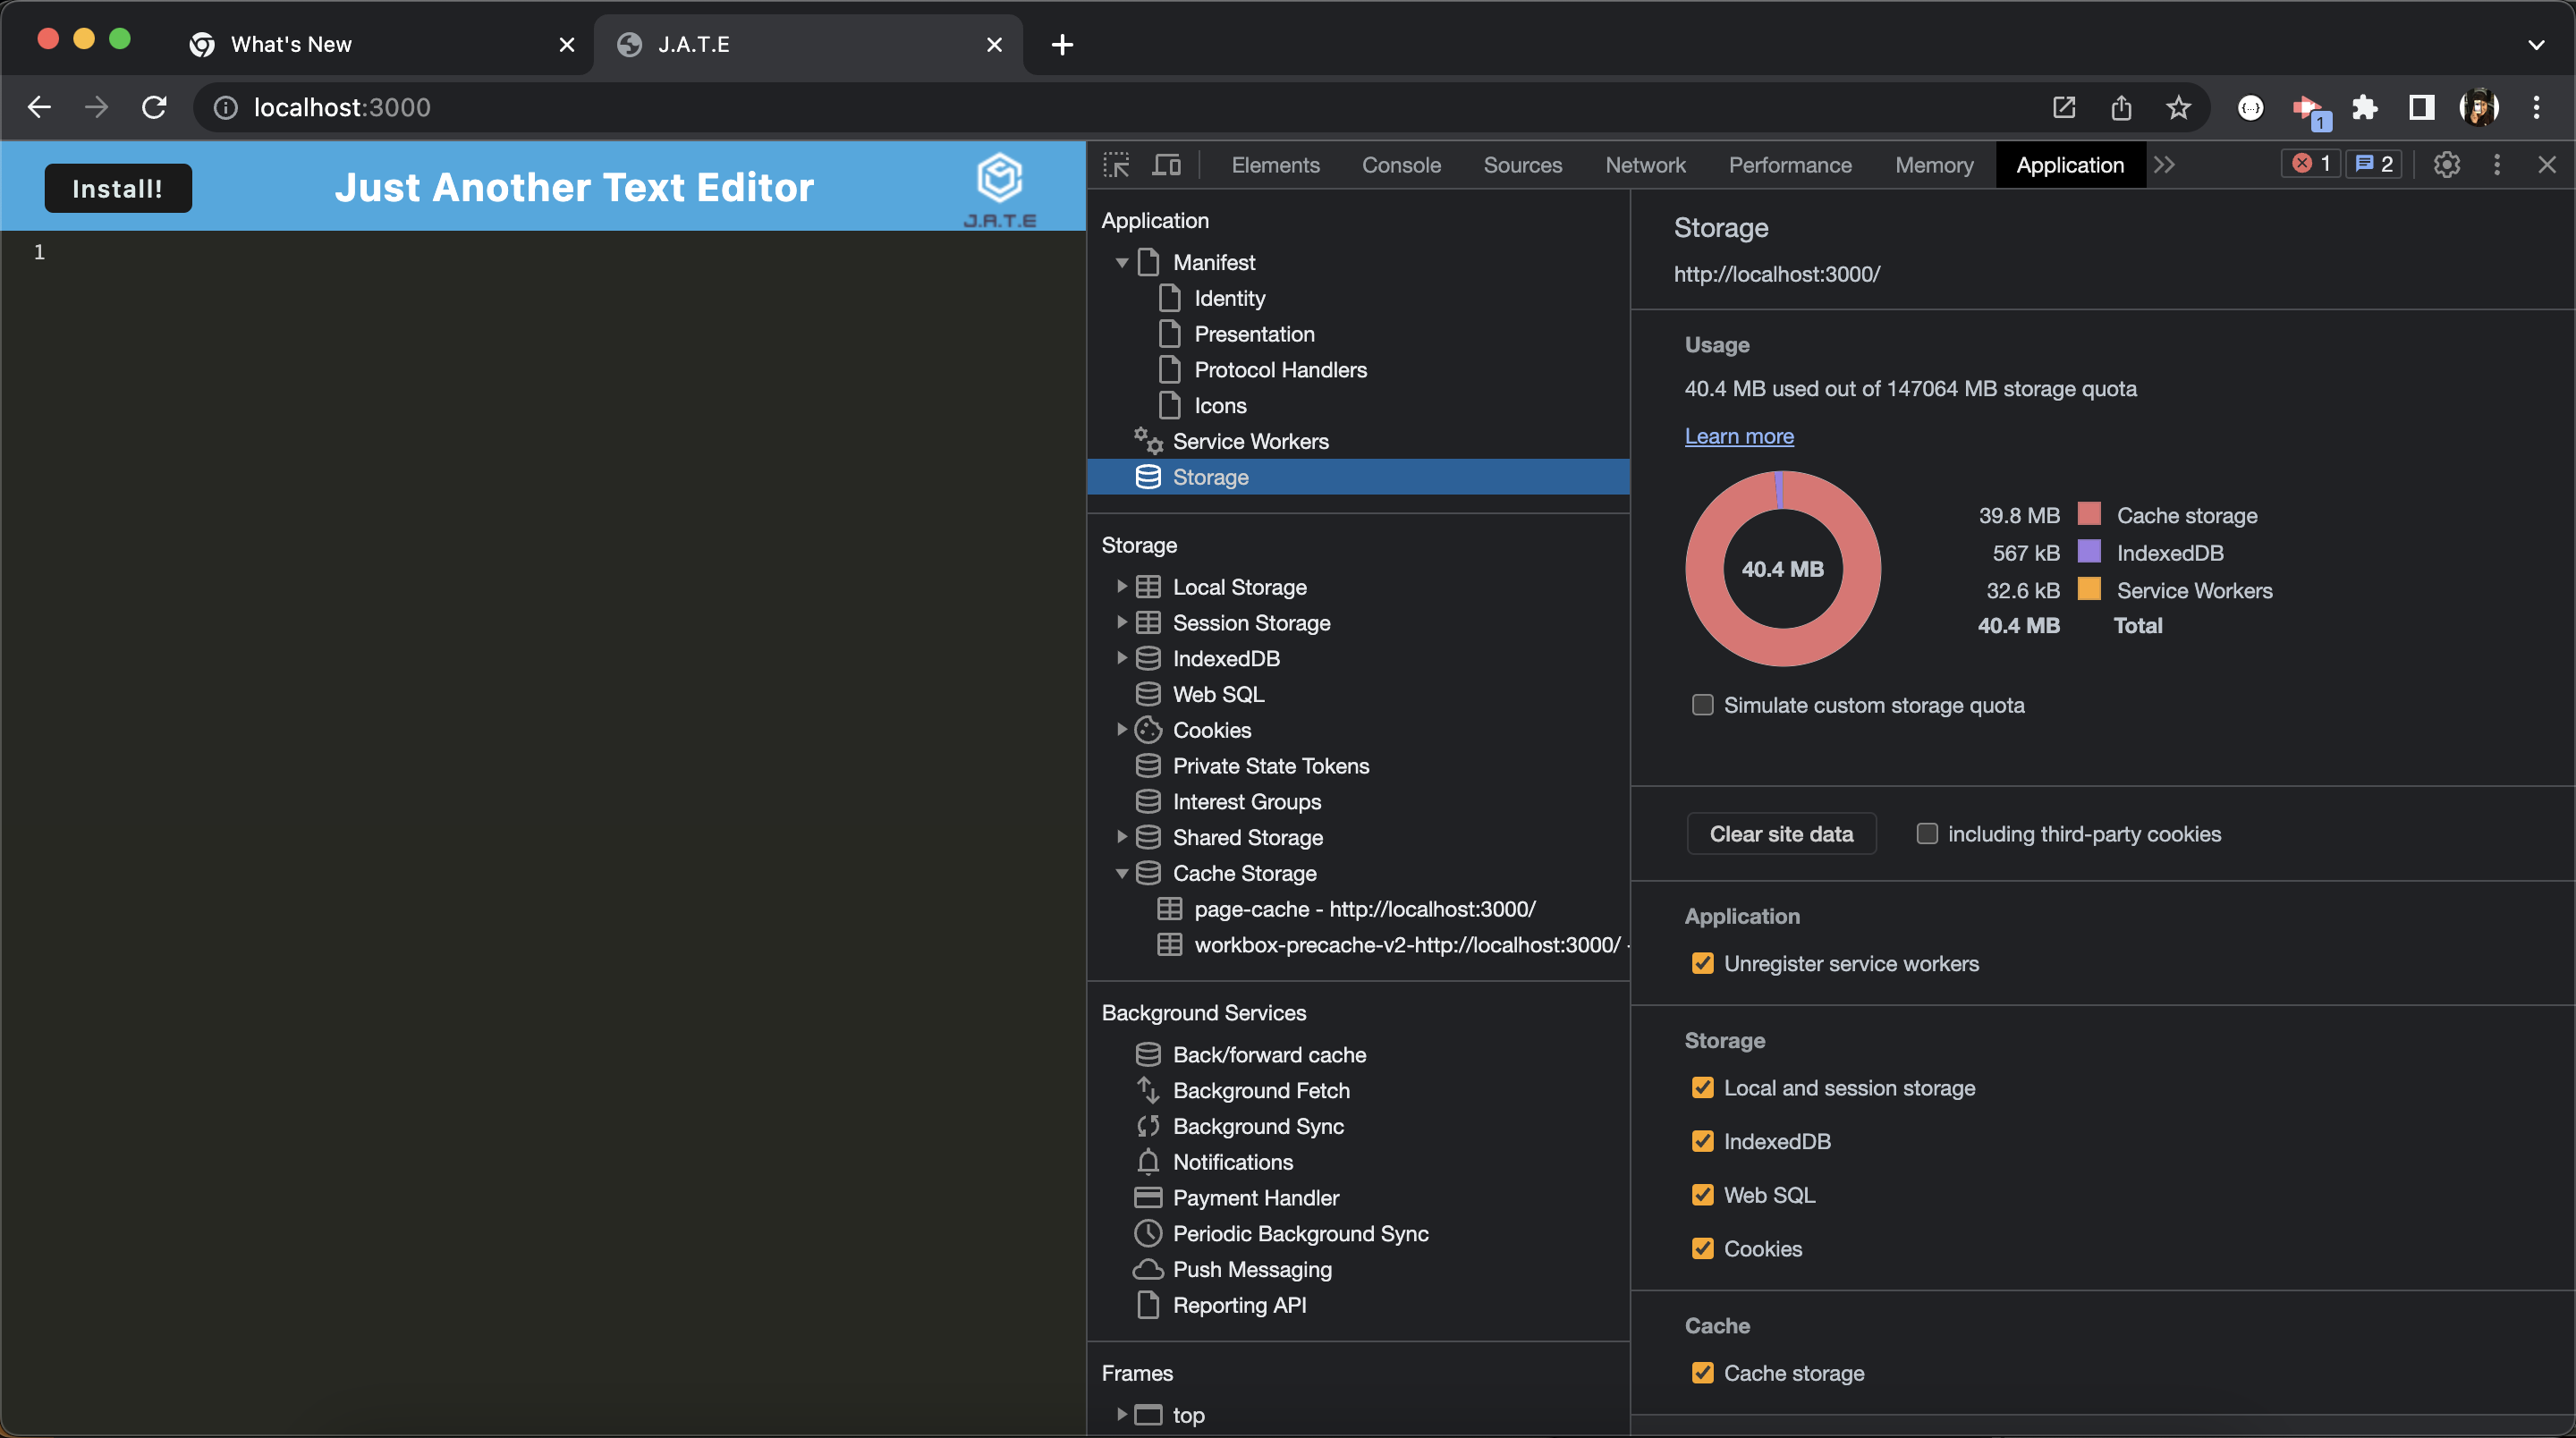 What's New
J.A.T.E
localhost:3000
1
Install!
Just Another Text Editor
J.A.T.E
1
Elements Console Sources Network Performance Memory Application
1 2
Application
Manifest
Identity
Presentation
Protocol Handlers
Icons
Service Workers
Storage
Storage
Local Storage
Session Storage
IndexedDB
Web SQL
Cookies
Private State Tokens
Interest Groups
Shared Storage
Cache Storage
page-cache - http://localhost:3000/
workbox-precache-v2-http://localhost:3000/ -
Background Services
Back/forward cache
Background Fetch
Background Sync
Notifications
Payment Handler
Periodic Background Sync
Push Messaging
Reporting API
Frames
top
Storage
http://localhost:3000/
Usage
40.4 MB used out of 147064 MB storage quota
Learn more
40.4 MB
39.8 MB Cache storage
567 kB IndexedDB
32.6 kB Service Workers
40.4 MB Total
Simulate custom storage quota
Clear site data including third-party cookies
Application
Unregister service workers
Storage
Local and session storage
IndexedDB
Web SQL
Cookies
Cache
Cache storage